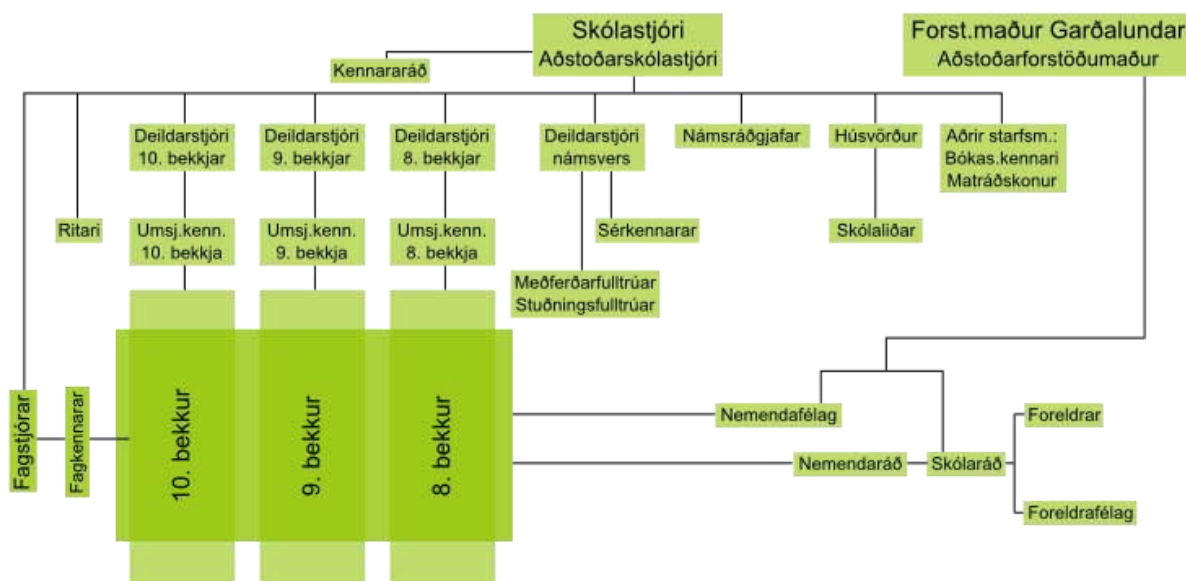 Skólastjóri
Aðstoðarskólastjóri
Forst.maður Garðalundar
Aðstoðarforstöðumaður
Kennararáð
Deildarstjóri
10. bekkjar
Deildarstjóri
9. bekkjar
Deildarstjóri
8. bekkjar
Deildarstjóri
námsvers
Námsráðgjafar
Húsvörður
Aðrir starfsm.:
Bókas.kennari
Matráðskonur
Ritari
Umsj.kenn.
10. bekkja
Umsj.kenn.
9. bekkja
Umsj.kenn.
8. bekkja
Sérkennarar
Skólaliðar
Meðferðarfulltrúar
Stuðningsfulltrúar
Fagstjórar
Fagkennarar
10. bekkur
9. bekkur
8. bekkur
Nemendafélag
Foreldrar
Nemendaráð
Skólaráð
Foreldrafélag